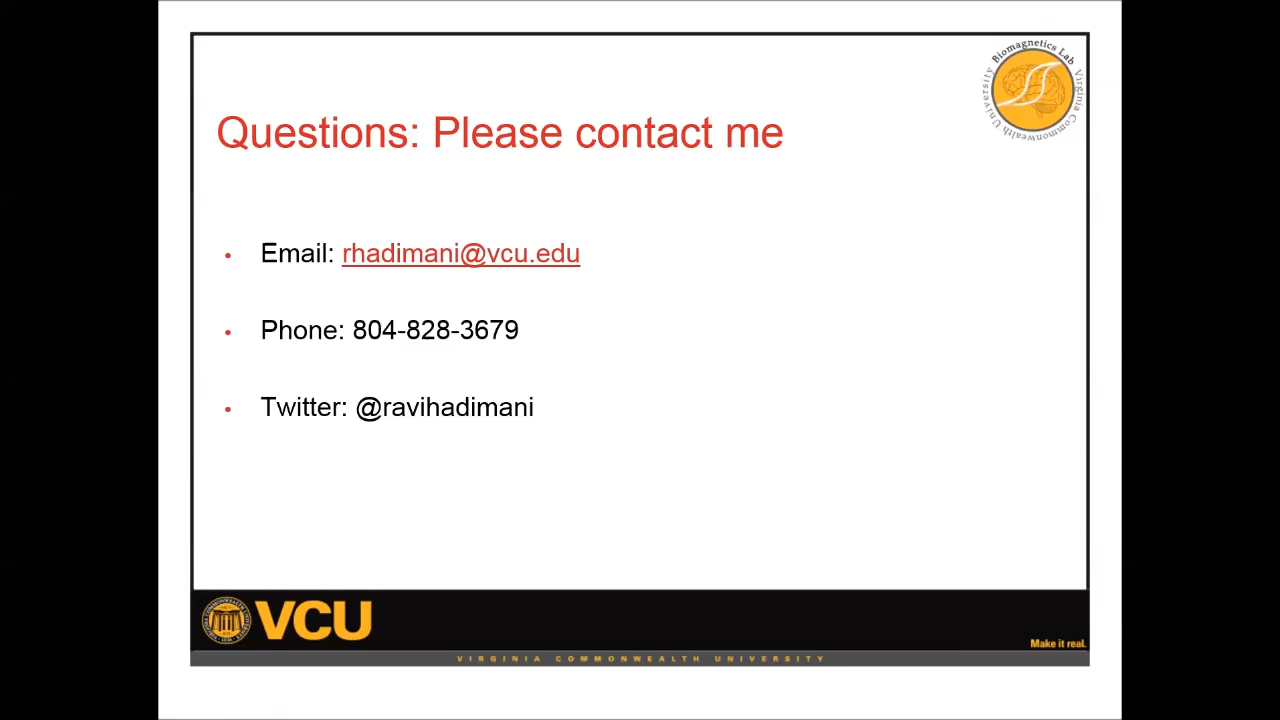 Biomagnetics Lab Virginia Commonwealth University
Questions: Please contact me
• Email: rhadimani@vcu.edu
• Phone: 804-828-3679
• Twitter: @ravihadimani
VCU
Make it real.
VIRGINIA COMMONWEALTH UNIVERSITY